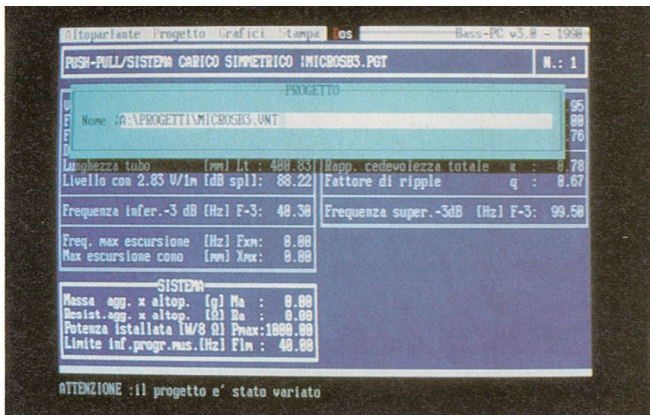 Altoparlante Progetto Grafici Stampa Dos Bass-PC v3.0 - 1990
PUSH-PULL/SISTEMA CARICO SIMMETRICO :MICROSB3.PGT N.: 1
PROGETTO
V .95
F .00
Nome :A:\PROGETTI\MICROSB3.VNT
F .76
D
Lunghezza tubo [mm] Lt : 400.83 Rapp. cedevolezza totale x : 0.78
Livello con 2.83 V/1m [dB spl]: 88.22 Fattore di ripple q : 0.67
Frequenza infer.-3 dB [Hz] F-3: 40.30 Frequenza super.-3dB [Hz] F-3: 99.50
Freq. max escursione [Hz] Fxm: 0.00
Max escursione cono [mm] Xmx: 0.00
SISTEMA
Massa agg. x altop. [g] Ma : 0.00
Resist.agg. x altop. [Ω] Ra : 0.00
Potenza istallata [W/8 Ω] Pmax:1000.00
Limite inf.progr.mus.[Hz] Flm : 40.00
ATTENZIONE :il progetto e' stato variato